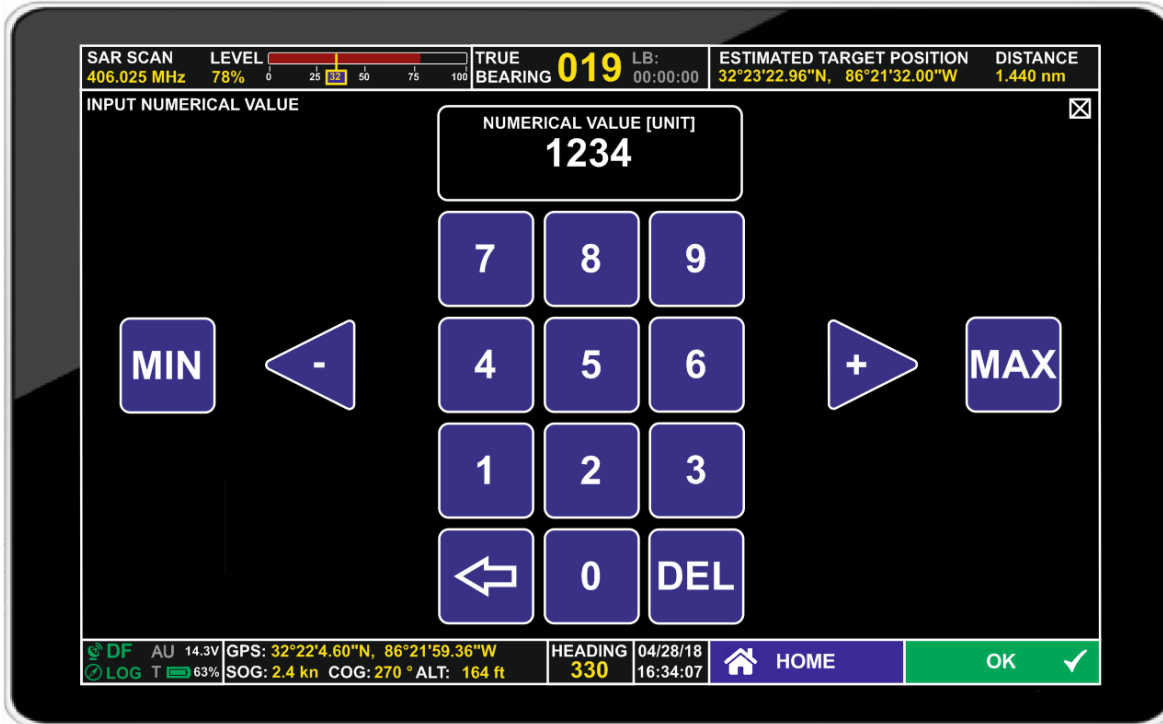 SAR SCAN LEVEL TRUE LB: ESTIMATED TARGET POSITION DISTANCE
406.025 MHz 78% 0 25 32 50 75 100 BEARING 019 00:00:00 32°23'22.96"N, 86°21'32.00"W 1.440 nm
INPUT NUMERICAL VALUE
NUMERICAL VALUE [UNIT]
1234
7 8 9
MIN - 4 5 6 + MAX
1 2 3
0 DEL
DF AU 14.3V GPS: 32°22'4.60"N, 86°21'59.36"W HEADING 04/28/18 HOME OK
LOG T 63% SOG: 2.4 kn COG: 270 ° ALT: 164 ft 330 16:34:07